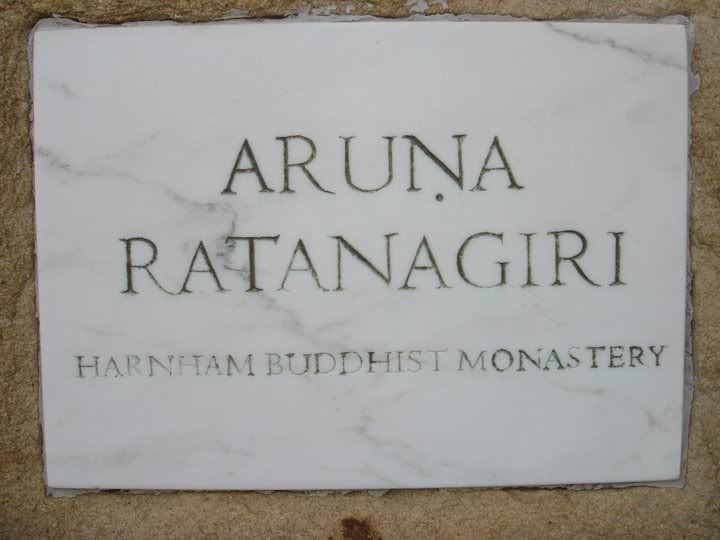 ARUṆA
RATANAGIRI
HARNHAM BUDDHIST MONASTERY